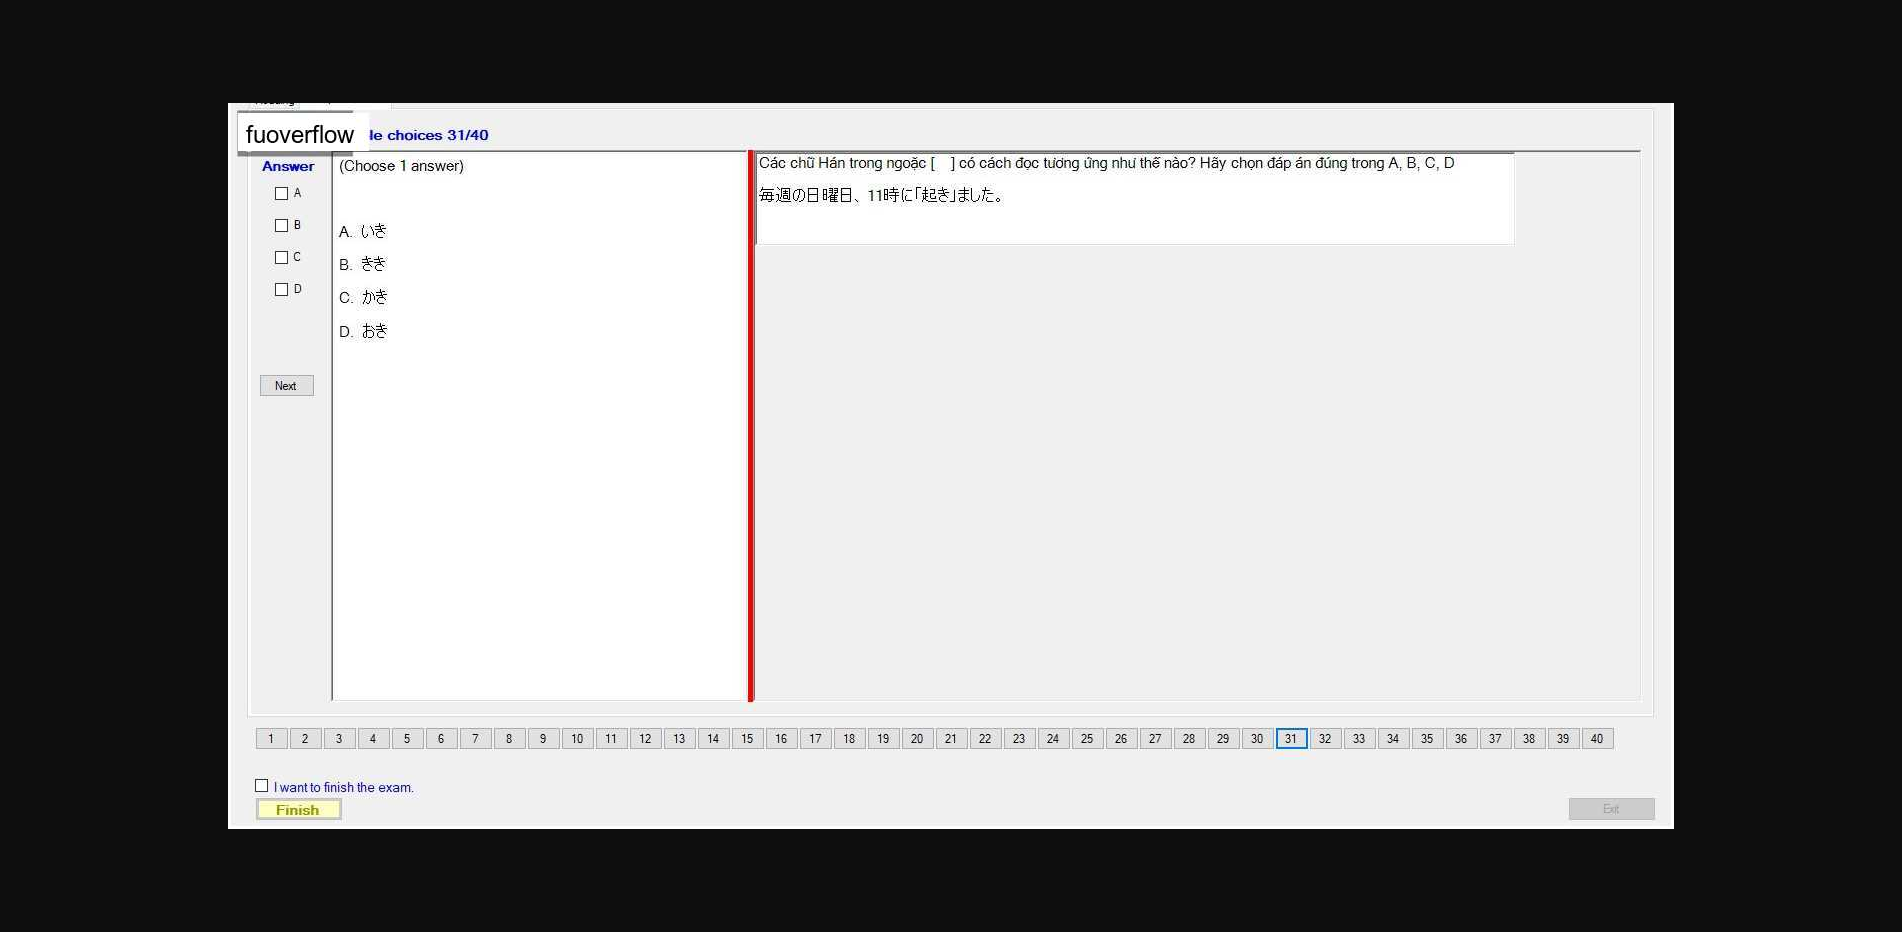 fuoverflow
le choices 31/40
Answer
(Choose 1 answer)
A
B
C
D
A. いき
B. きき
C. かき
D. おき
Next
Các chữ Hán trong ngoặc [ ] có cách đọc tương ứng như thế nào? Hãy chọn đáp án đúng trong A, B, C, D
毎週の日曜日、11時に「起き」ました。
1 2 3 4 5 6 7 8 9 10 11 12 13 14 15 16 17 18 19 20 21 22 23 24 25 26 27 28 29 30 31 32 33 34 35 36 37 38 39 40
I want to finish the exam.
Finish
Exit